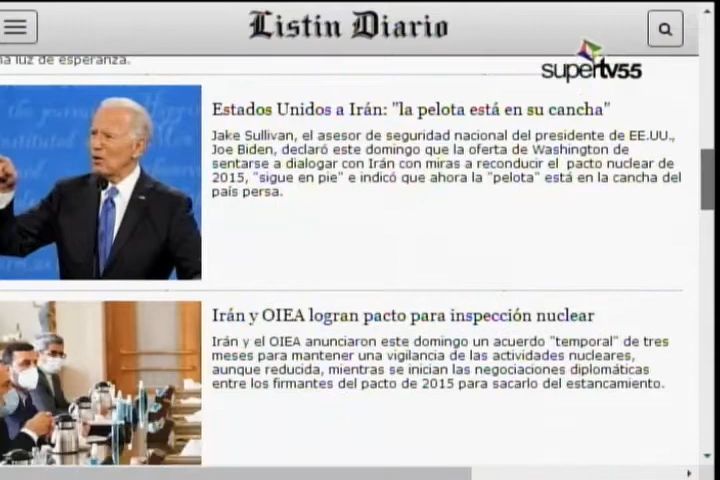 Listin Diario
na luz de esperanza.
supertv55
Estados Unidos a Irán: "la pelota está en su cancha"
Jake Sullivan, el asesor de seguridad nacional del presidente de EE.UU.,
Joe Biden, declaró este domingo que la oferta de Washington de
sentarse a dialogar con Irán con miras a reconducir el pacto nuclear de
2015, "sigue en pie" e indicó que ahora la "pelota" está en la cancha del
país persa.
Irán y OIEA logran pacto para inspección nuclear
Irán y el OIEA anunciaron este domingo un acuerdo "temporal" de tres
meses para mantener una vigilancia de las actividades nucleares,
aunque reducida, mientras se inician las negociaciones diplomáticas
entre los firmantes del pacto de 2015 para sacarlo del estancamiento.